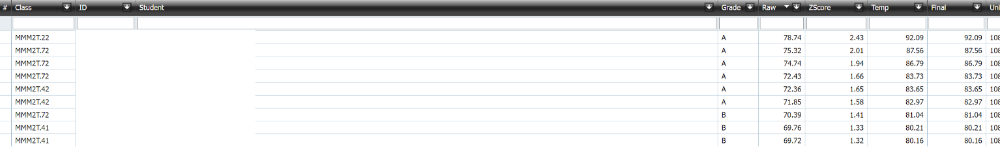 # Class ID Student Grade Raw ZScore Temp Final
MMM2T.22 A 78.74 2.43 92.09 92.09 108
MMM2T.72 A 75.32 2.01 87.56 87.56 108
MMM2T.72 A 74.74 1.94 86.79 86.79 108
MMM2T.72 A 72.43 1.66 83.73 83.73 108
MMM2T.42 A 72.36 1.65 83.65 83.65 108
MMM2T.42 A 71.85 1.58 82.97 82.97 108
MMM2T.72 B 70.39 1.41 81.04 81.04 108
MMM2T.41 B 69.76 1.33 80.21 80.21 108
MMM2T.41 B 69.72 1.32 80.16 80.16 108